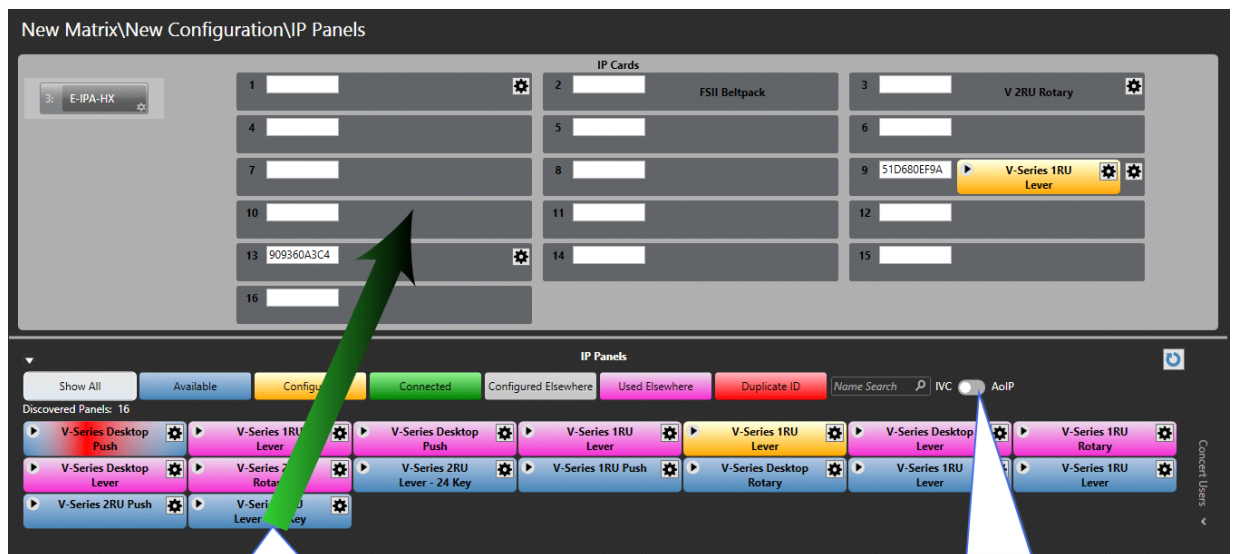 New Matrix\New Configuration\IP Panels
IP Cards
3: E-IPA-HX
1
2 FSII Beltpack
3 V 2RU Rotary
4
5
6
7
8
9 51D680EF9A V-Series 1RU
Lever
10
11
12
13 909360A3C4
14
15
16
IP Panels
Show All Available Connected Configured Elsewhere Used Elsewhere Duplicate ID Name Search IVC AoIP
Discovered Panels: 16
V-Series Desktop
Push
V-Series 1RU
Lever
V-Series Desktop
Push
V-Series 1RU
Lever
V-Series 1RU
Lever
V-Series Desktop
Lever
V-Series 1RU
Rotary
V-Series Desktop
Lever
V-Series
V-Series 2RU
Lever - 24 Key
V-Series 1RU Push
V-Series Desktop
Rotary
V-Series 1RU
Lever
V-Series 1RU
Lever
V-Series 2RU Push
Lever
Concert Users